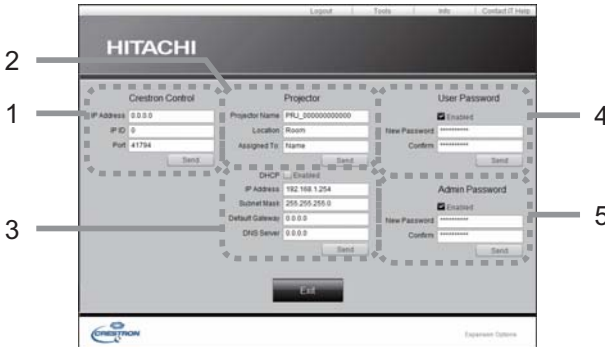 Logout Tools Info Contact IT Help
HITACHI
2
1
3
4
5
Crestron Control
IP Address 0.0.0.0
IP ID 0
Port 41794
Send
Projector
Projector Name PRJ_000000000000
Location Room
Assigned To: Name
Send
DHCP Enabled
IP Address 192.168.1.254
Subnet Mask 255.255.255.0
Default Gateway 0.0.0.0
DNS Server 0.0.0.0
Send
User Password
Enabled
New Password **********
Confirm **********
Send
Admin Password
Enabled
New Password **********
Confirm **********
Send
Exit
CRESTRON
Expansion Options